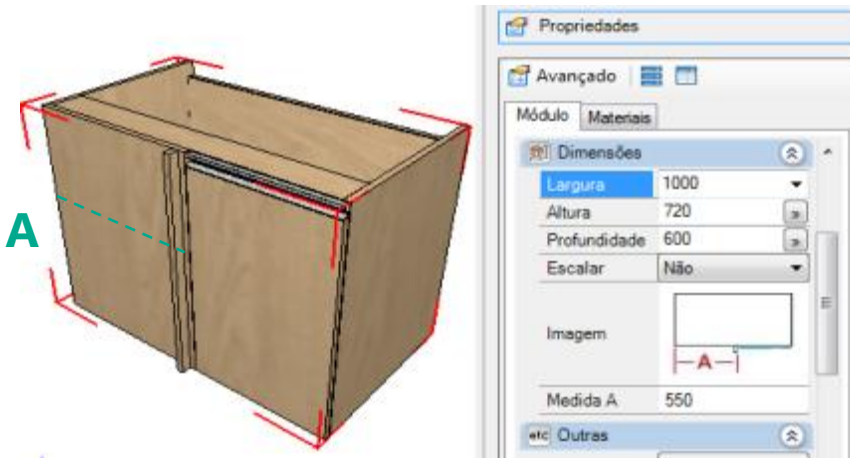 Propriedades
Avançado
Módulo Materiais
Dimensões
Largura 1000
Altura 720
Profundidade 600
Escalar Não
Imagem
A
Medida A 550
etc Outras
A